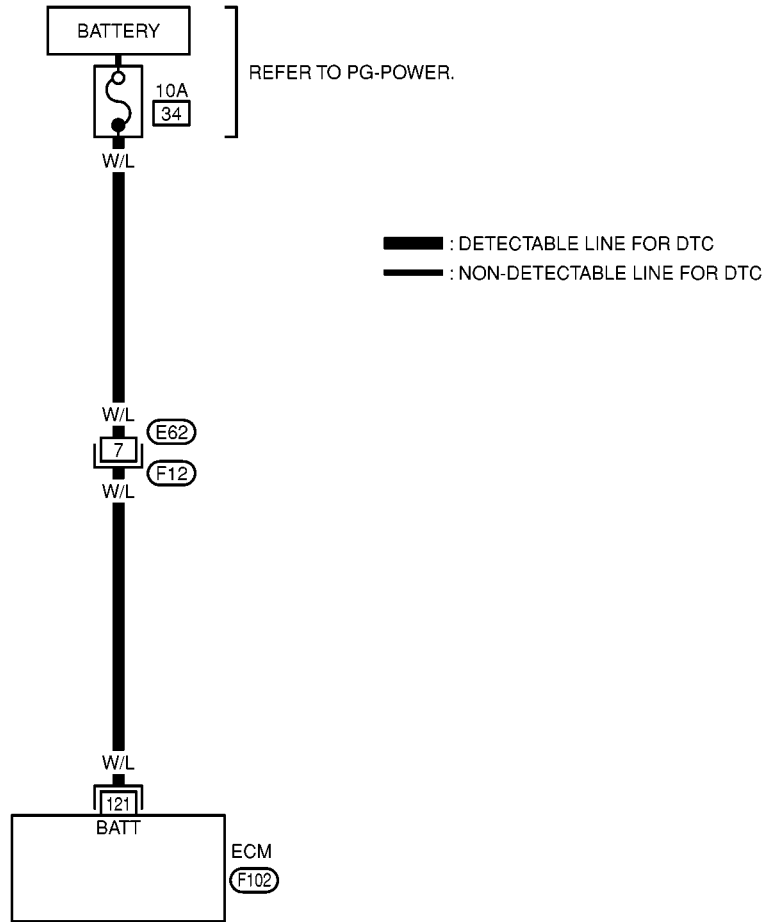 BATTERY
REFER TO PG-POWER.
10A
34
W/L
: DETECTABLE LINE FOR DTC
: NON-DETECTABLE LINE FOR DTC
W/L
E62
7
F12
W/L
W/L
121
BATT
ECM
F102